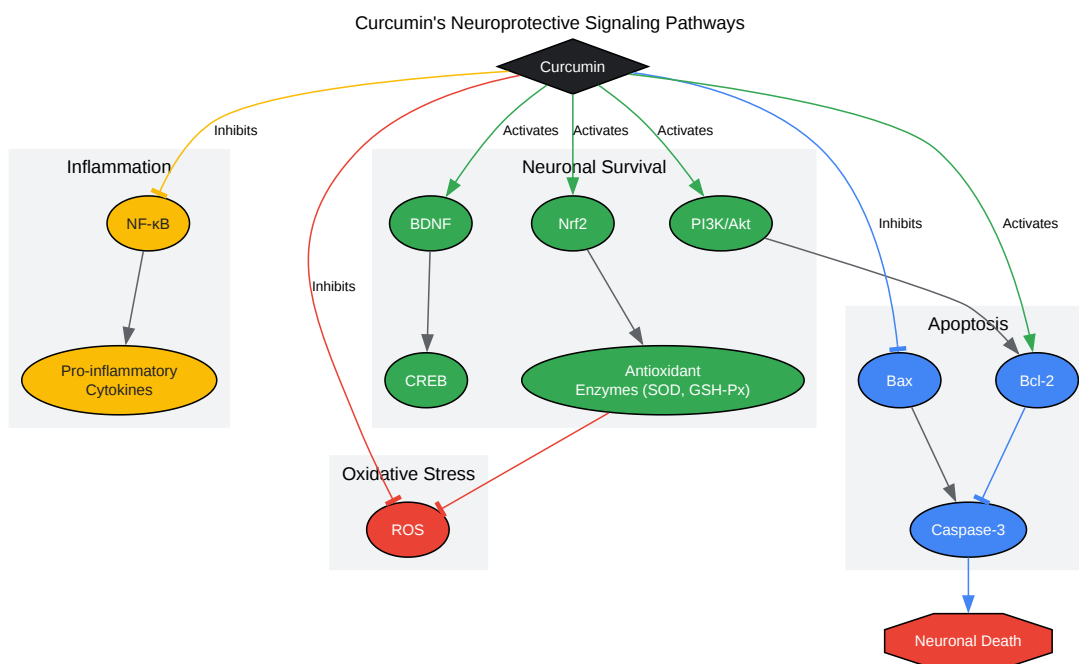 Curcumin's Neuroprotective Signaling Pathways
Curcumin
Inhibits
Activates
Activates
Activates
Inflammation
Neuronal Survival
NF-κB
BDNF
Nrf2
PI3K/Akt
Inhibits
Activates
Inhibits
Apoptosis
Pro-inflammatory
Cytokines
CREB
Antioxidant
Enzymes (SOD, GSH-Px)
Bax
Bcl-2
Oxidative Stress
ROS
Caspase-3
Neuronal Death